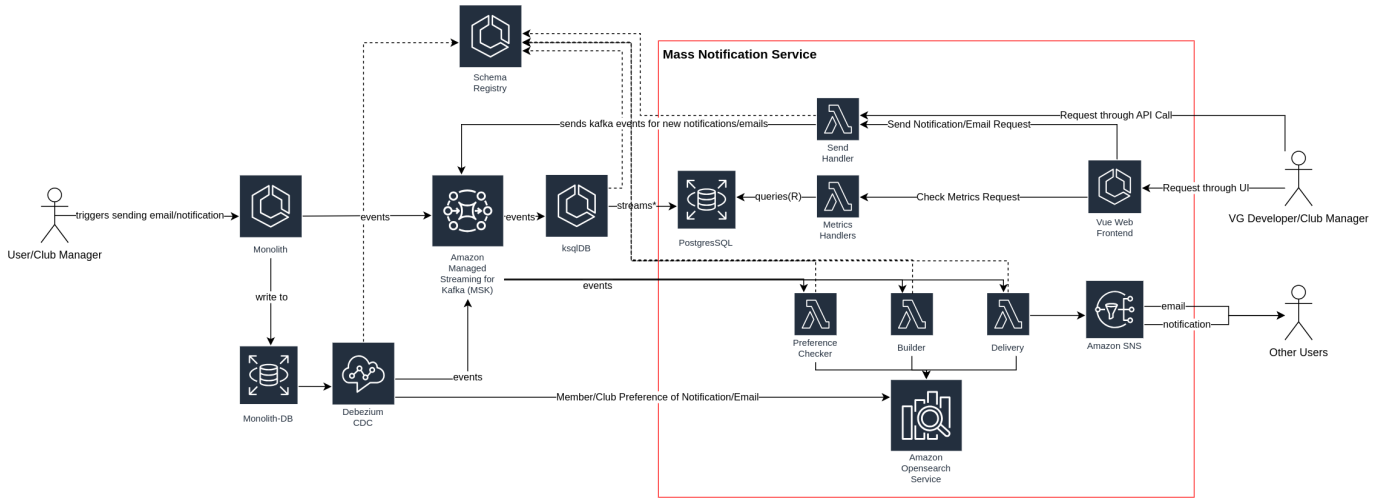 Schema
Registry
Mass Notification Service
Request through API Call
sends kafka events for new notifications/emails
Send Notification/Email Request
Send
Handler
triggers sending email/notification
User/Club Manager
Monolith
events
Amazon
Managed
Streaming for
Kafka (MSK)
events
ksqlDB
streams*
PostgresSQL
queries(R)
Metrics
Handlers
Check Metrics Request
Vue Web
Frontend
Request through UI
VG Developer/Club Manager
write to
events
Preference
Checker
Builder
Delivery
Amazon SNS
email
notification
Other Users
Monolith-DB
Debezium
CDC
events
Member/Club Preference of Notification/Email
Amazon
Opensearch
Service